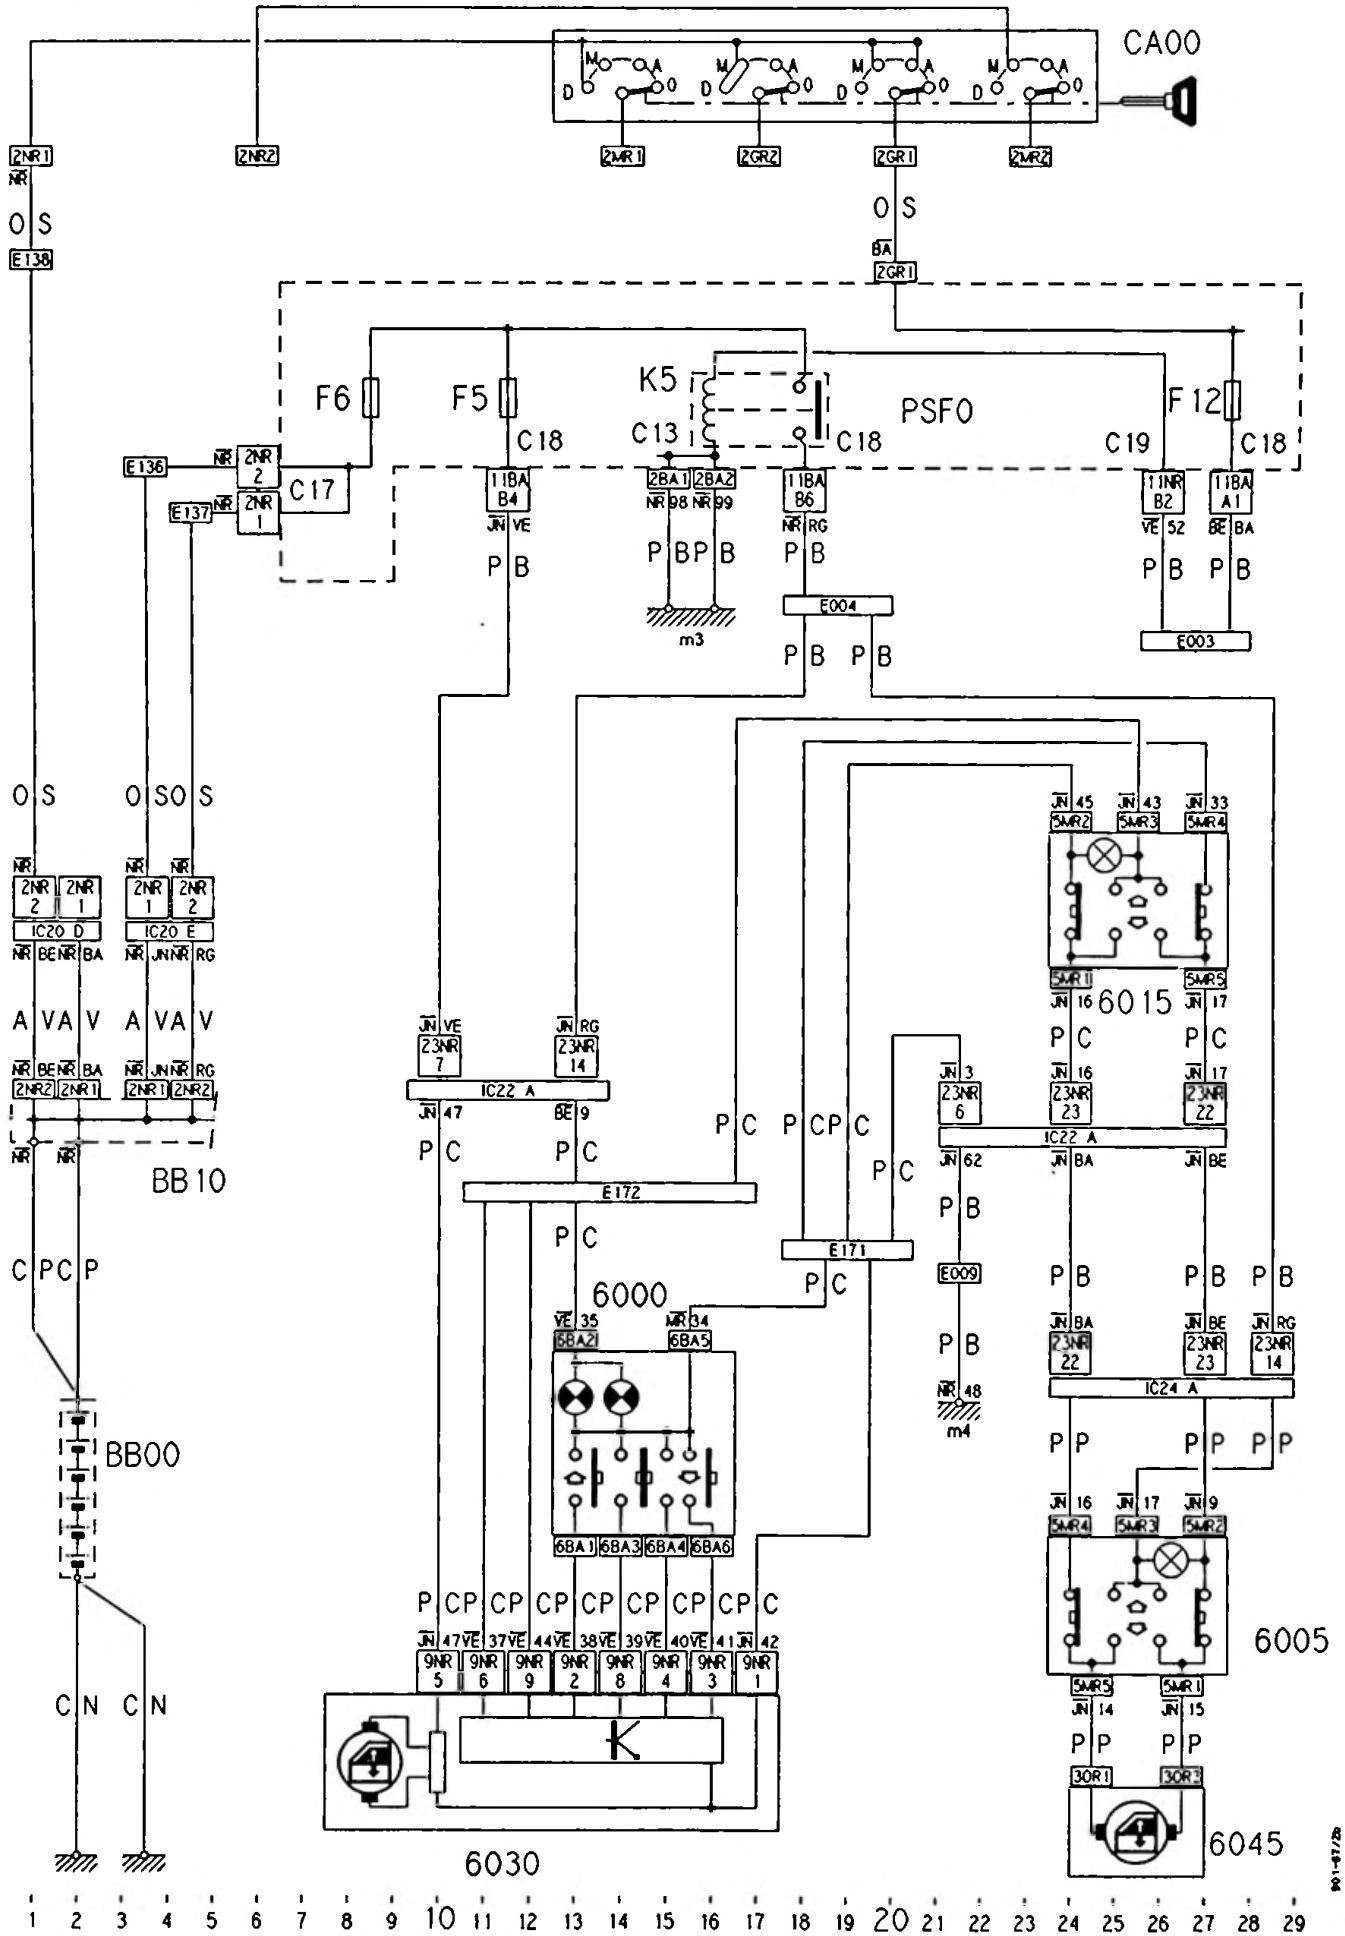 CA00
M A D O M A D O M A D O M A D O
2NR1 2NR2 2MR1 2GR2 2GR1 2MR2
NR
O S O S
E138
BA
2GR1
F6 F5 K5 PSF0 F12
C13 C18 C18 C19 C18
E136 NR 2NR 2
C17
E137 NR 2NR 1
11BA B4 2BA1 2BA2 11BA B6 11NR B2 11BA A1
JN VE NR 98 NR 99 NR RG VE 52 BE BA
P B P B P B P B P B P B
E004
m3
E003
P B P B
O S O S O S
JN 45 JN 43 JN 33
5MR2 5MR3 5MR4
NR NR NR
2NR 2 2NR 1 2NR 1 2NR 2
IC20 D IC20 E
NR BE NR BA NR JN NR RG
5MR11 5MR5
6015
JN 16 JN 17
A V A V A V A V
P C P C
JN VE JN RG
23NR 7 23NR 14
IC22 A
JN 47 BE 9
NR BE NR BA NR JN NR RG
2NR2 2NR1 2NR1 2NR2
JN 3 JN 16 JN 17
23NR 6 23NR 23 23NR 22
IC22 A
JN 62 JN BA JN BE
NR NR
BB10
P C P C P C P C P C P C
E172
P B
P C
E171
E009
C P C P
P C
P B P B P B
6000
VE 35 MR 34
6BA2 6BA5
P B
JN BA JN BE JN RG
23NR 22 23NR 23 23NR 14
IC24 A
NR 48
m4
BB00
P P P P P P
JN 16 JN 17 JN 9
5MR4 5MR3 5MR2
6BA1 6BA3 6BA4 6BA6
P C P C P C P C P C P C P C P C
JN 47 VE 37 VE 44 VE 38 VE 39 VE 40 VE 41 JN 42
9NR 5 9NR 6 9NR 9 9NR 2 9NR 8 9NR 4 9NR 3 9NR 1
6005
5MR5 5MR1
JN 14 JN 15
C N C N
P P P P
30R1 30R3
6045
6030
901-67/2b
1 2 3 4 5 6 7 8 9 10 11 12 13 14 15 16 17 18 19 20 21 22 23 24 25 26 27 28 29